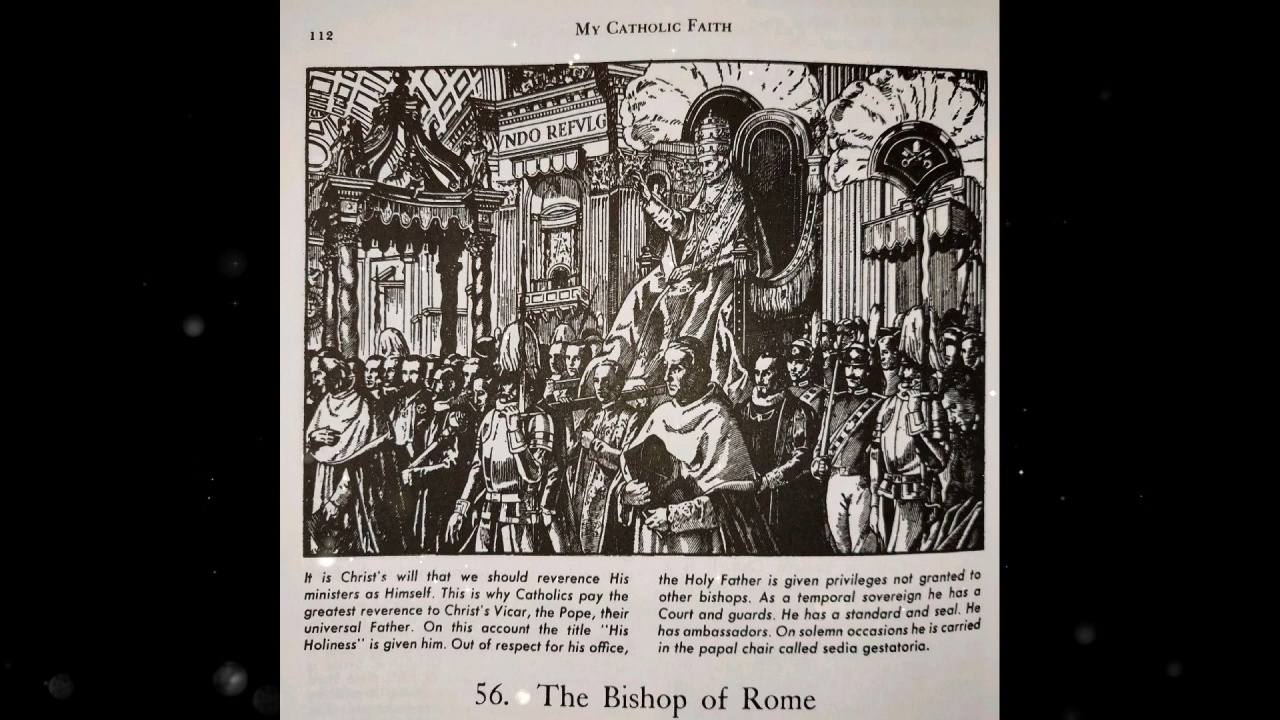 112
My Catholic Faith
NDO REFVLG
It is Christ's will that we should reverence His
ministers as Himself. This is why Catholics pay the
greatest reverence to Christ's Vicar, the Pope, their
universal Father. On this account the title "His
Holiness" is given him. Out of respect for his office,
the Holy Father is given privileges not granted to
other bishops. As a temporal sovereign he has a
Court and guards. He has a standard and seal. He
has ambassadors. On solemn occasions he is carried
in the papal chair called sedia gestatoria.
56. The Bishop of Rome